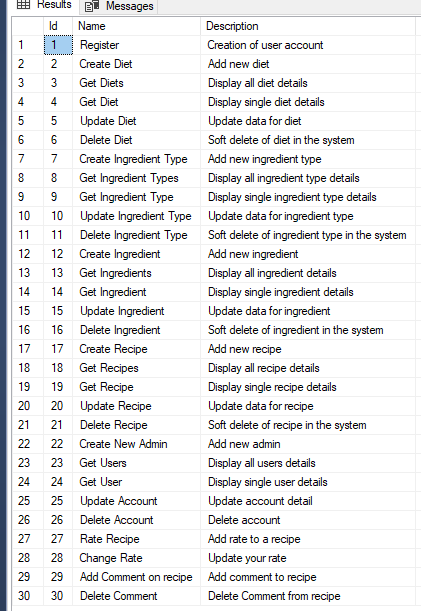 Results Messages
Id Name Description
1 1 Register Creation of user account
2 2 Create Diet Add new diet
3 3 Get Diets Display all diet details
4 4 Get Diet Display single diet details
5 5 Update Diet Update data for diet
6 6 Delete Diet Soft delete of diet in the system
7 7 Create Ingredient Type Add new ingredient type
8 8 Get Ingredient Types Display all ingredient type details
9 9 Get Ingredient Type Display single ingredient type details
10 10 Update Ingredient Type Update data for ingredient type
11 11 Delete Ingredient Type Soft delete of ingredient type in the system
12 12 Create Ingredient Add new ingredient
13 13 Get Ingredients Display all ingredient details
14 14 Get Ingredient Display single ingredient details
15 15 Update Ingredient Update data for ingredient
16 16 Delete Ingredient Soft delete of ingredient in the system
17 17 Create Recipe Add new recipe
18 18 Get Recipes Display all recipe details
19 19 Get Recipe Display single recipe details
20 20 Update Recipe Update data for recipe
21 21 Delete Recipe Soft delete of recipe in the system
22 22 Create New Admin Add new admin
23 23 Get Users Display all users details
24 24 Get User Display single user details
25 25 Update Account Update account detail
26 26 Delete Account Delete account
27 27 Rate Recipe Add rate to a recipe
28 28 Change Rate Update your rate
29 29 Add Comment on recipe Add comment to recipe
30 30 Delete Comment Delete Comment from recipe